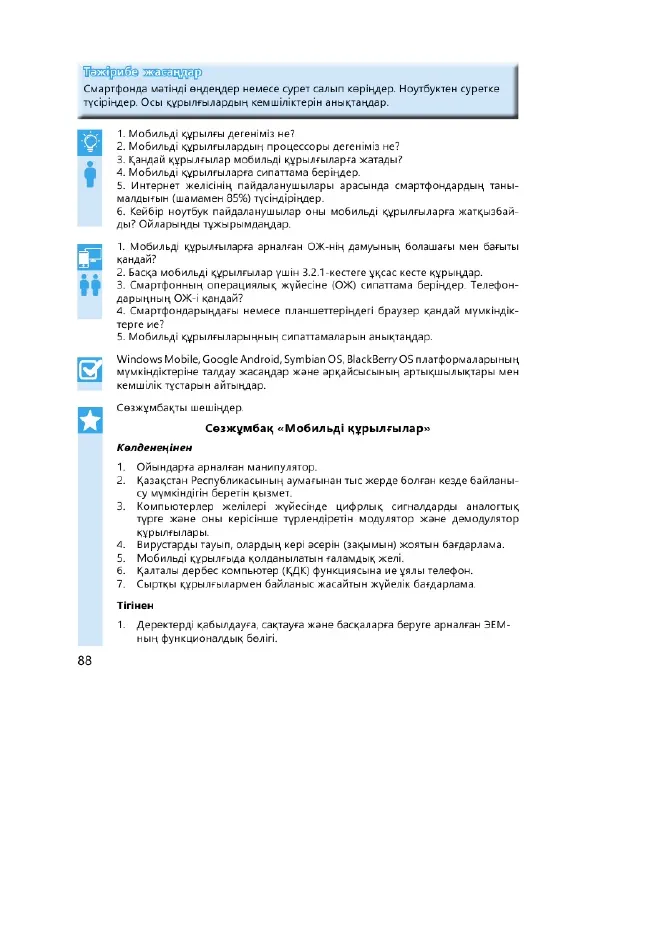 Тәжірибе жасаңдар
Смартфонда мәтінді өңдеңдер немесе сурет салып көріңдер. Ноутбуктен суретке
түсіріңдер. Осы құрылғылардың кемшіліктерін анықтаңдар.
1. Мобильді құрылғы дегеніміз не?
2. Мобильді құрылғылардың процессоры дегеніміз не?
3. Қандай құрылғылар мобильді құрылғыларға жатады?
4. Мобильді құрылғыларға сипаттама беріңдер.
5. Интернет желісінің пайдаланушылары арасында смартфондардың таны-
малдығын (шамамен 85%) түсіндіріңдер.
6. Кейбір ноутбук пайдаланушылар оны мобильді құрылғыларға жатқызбай-
ды? Ойларыңды тұжырымдаңдар.
1. Мобильді құрылғыларға арналған ОЖ-нің дамуының болашағы мен бағыты
қандай?
2. Басқа мобильді құрылғылар үшін 3.2.1-кестеге ұқсас кесте құрыңдар.
3. Смартфонның операциялық жүйесіне (ОЖ) сипаттама беріңдер. Телефон-
дарыңның ОЖ-і қандай?
4. Смартфондарыңдағы немесе планшеттеріңдегі браузер қандай мүмкіндік-
терге ие?
5. Мобильді құрылғыларыңның сипаттамаларын анықтаңдар.
Windows Mobile, Google Android, Symbian OS, BlackBerry OS платформаларының
мүмкіндіктеріне талдау жасаңдар және әрқайсысының артықшылықтары мен
кемшілік тұстарын айтыңдар.
Сөзжұмбақты шешіңдер.
Сөзжұмбақ «Мобильді құрылғылар»
Көлденеңінен
1. Ойындарға арналған манипулятор.
2. Қазақстан Республикасының аумағынан тыс жерде болған кезде байланы-
су мүмкіндігін беретін қызмет.
3. Компьютерлер желілері жүйесінде цифрлық сигналдарды аналогтық
түрге және оны керісінше түрлендіретін модулятор және демодулятор
құрылғылары.
4. Вирустарды тауып, олардың кері әсерін (зақымын) жоятын бағдарлама.
5. Мобильді құрылғыда қолданылатын ғаламдық желі.
6. Қалталы дербес компьютер (ҚДК) функциясына ие ұялы телефон.
7. Сыртқы құрылғылармен байланыс жасайтын жүйелік бағдарлама.
Тігінен
1. Деректерді қабылдауға, сақтауға және басқаларға беруге арналған ЭЕМ-
ның функционалдық бөлігі.
88